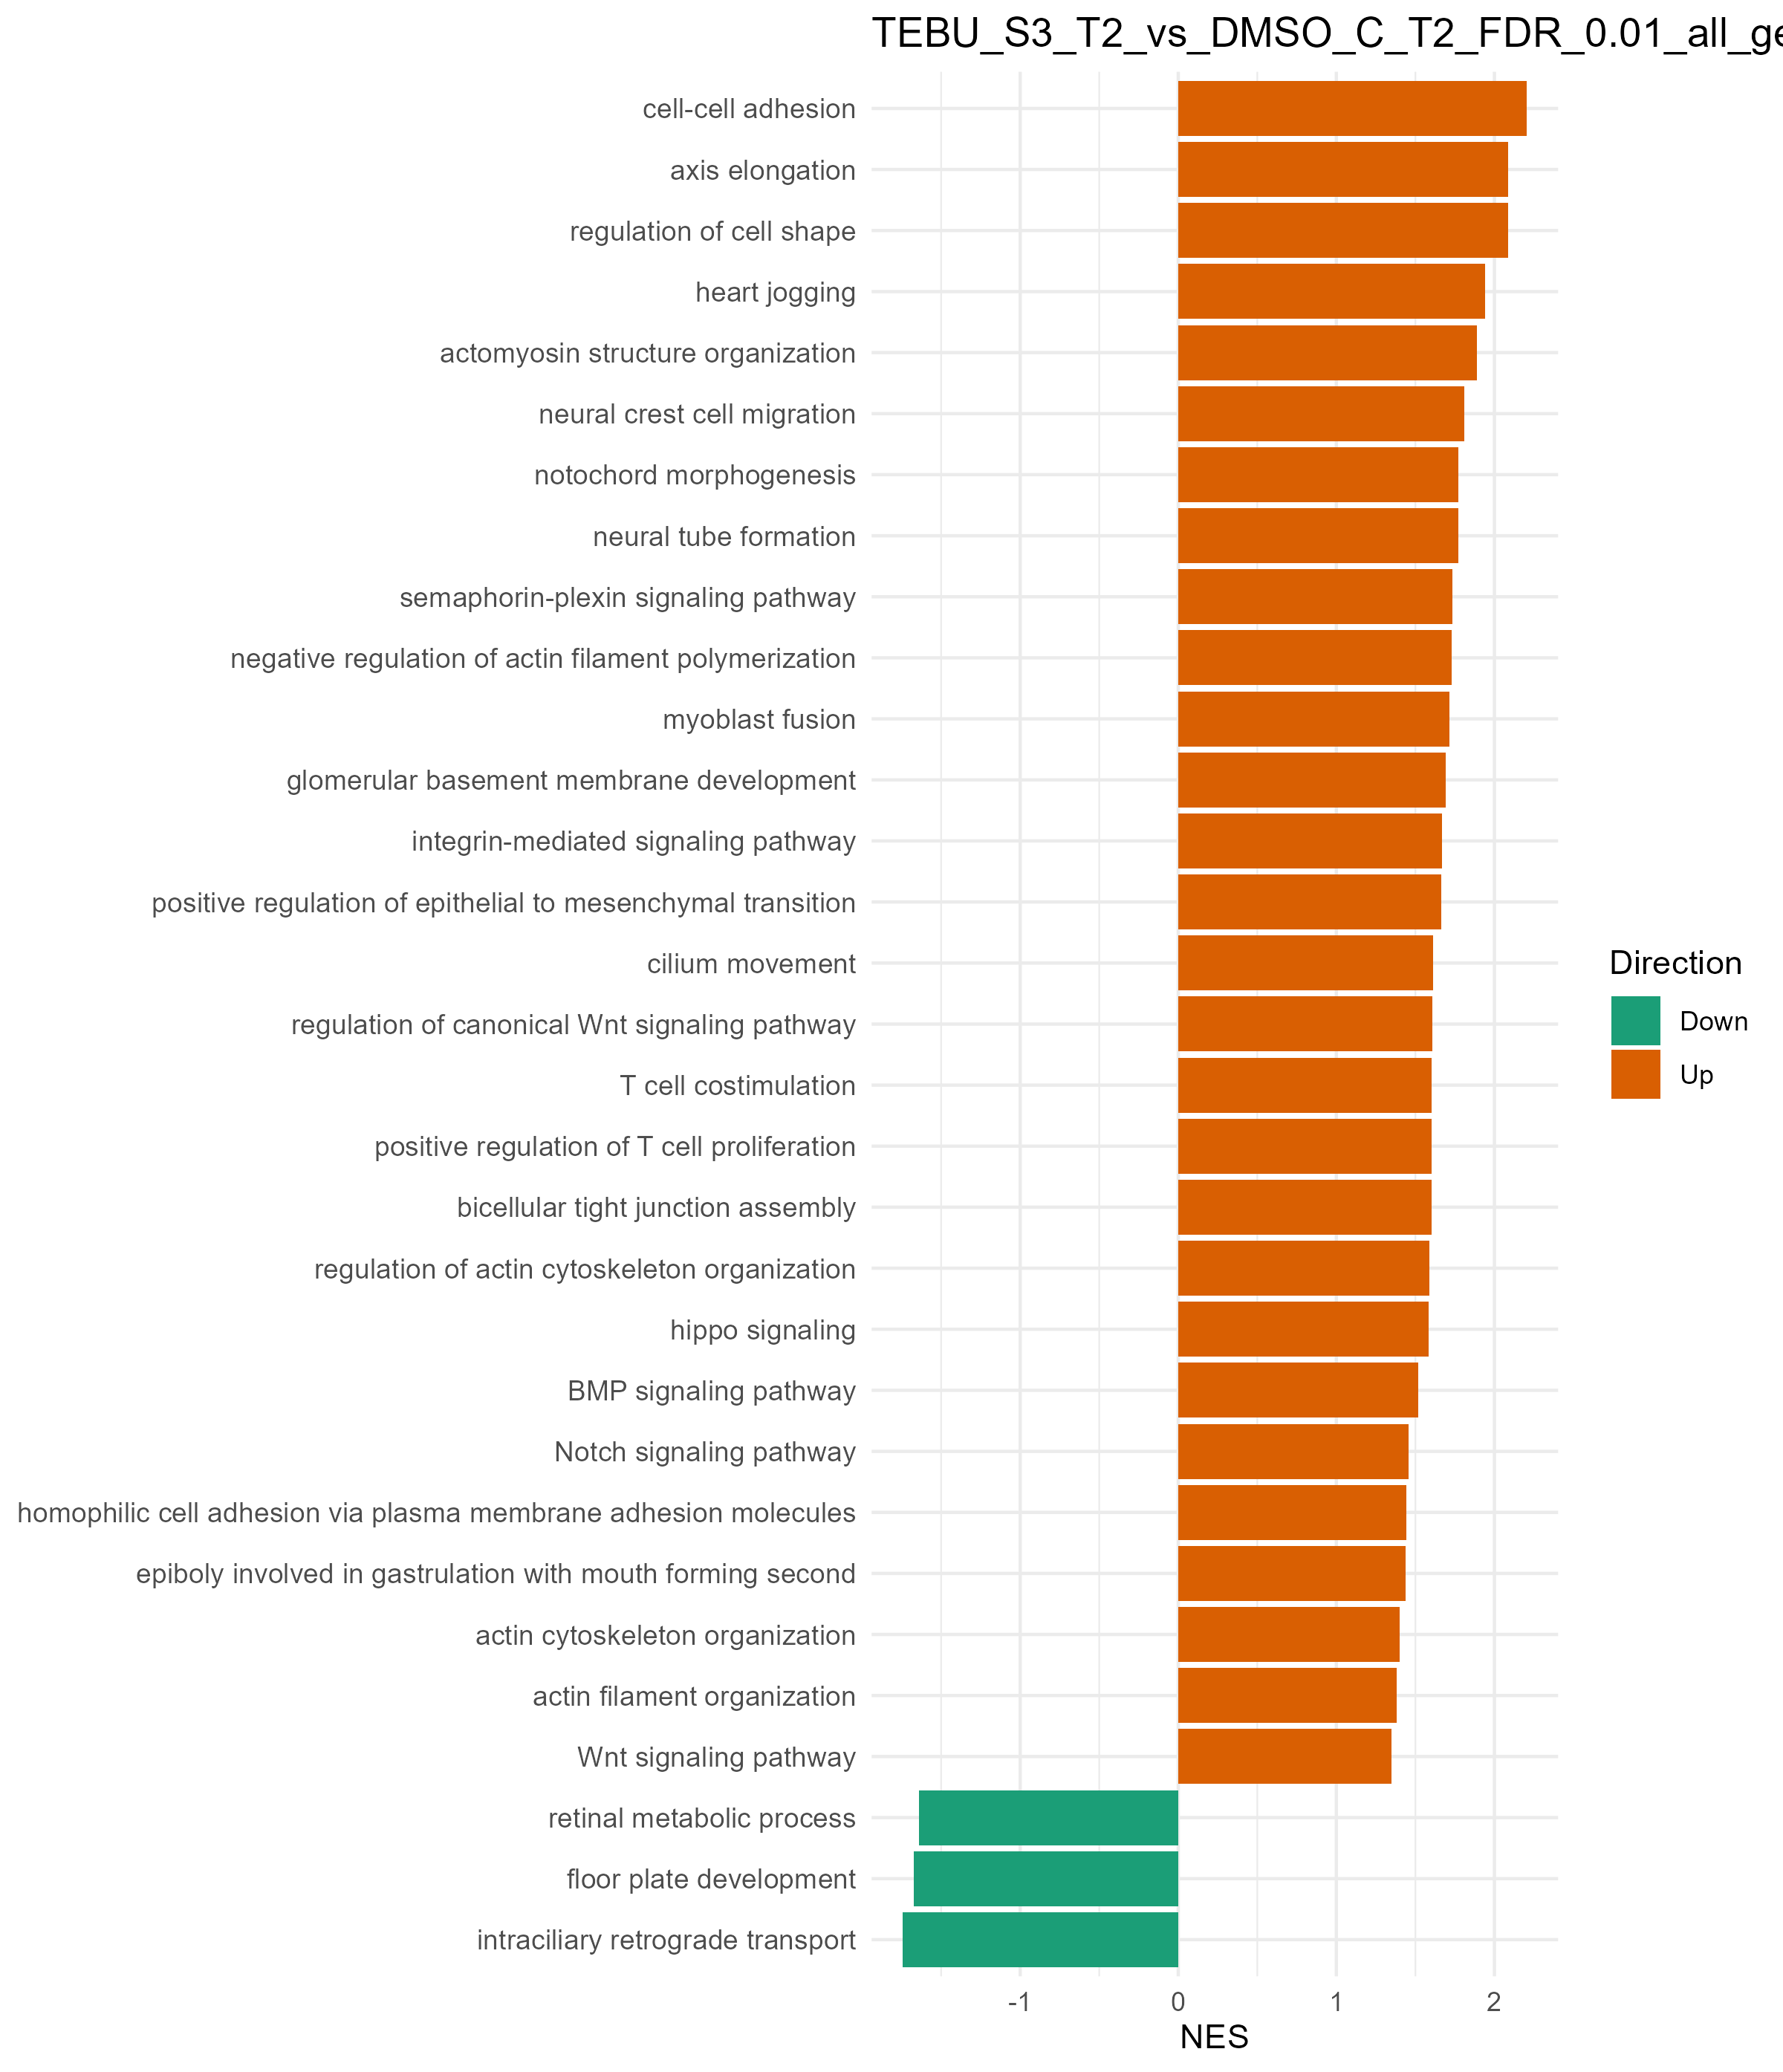 TEBU_S3_T2_vs_DMSO_C_T2_FDR_0.01_all_ge
cell-cell adhesion
axis elongation
regulation of cell shape
heart jogging
actomyosin structure organization
neural crest cell migration
notochord morphogenesis
neural tube formation
semaphorin-plexin signaling pathway
negative regulation of actin filament polymerization
myoblast fusion
glomerular basement membrane development
integrin-mediated signaling pathway
positive regulation of epithelial to mesenchymal transition
cilium movement
regulation of canonical Wnt signaling pathway
T cell costimulation
positive regulation of T cell proliferation
bicellular tight junction assembly
regulation of actin cytoskeleton organization
hippo signaling
BMP signaling pathway
Notch signaling pathway
homophilic cell adhesion via plasma membrane adhesion molecules
epiboly involved in gastrulation with mouth forming second
actin cytoskeleton organization
actin filament organization
Wnt signaling pathway
retinal metabolic process
floor plate development
intraciliary retrograde transport
-1 0 1 2
NES
Direction
Down
Up